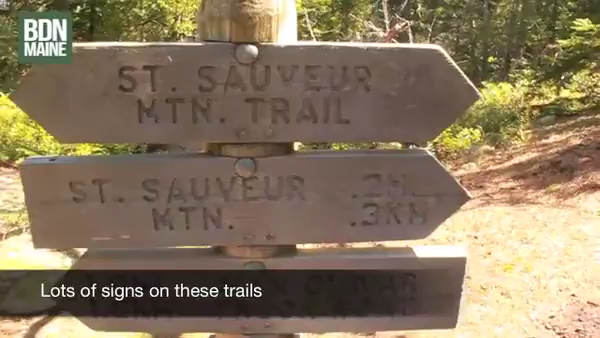 BDN
MAINE
ST. SAUVEUR
MTN. TRAIL
ST. SAUVEUR .2M
MTN. .3KM
Lots of signs on these trails